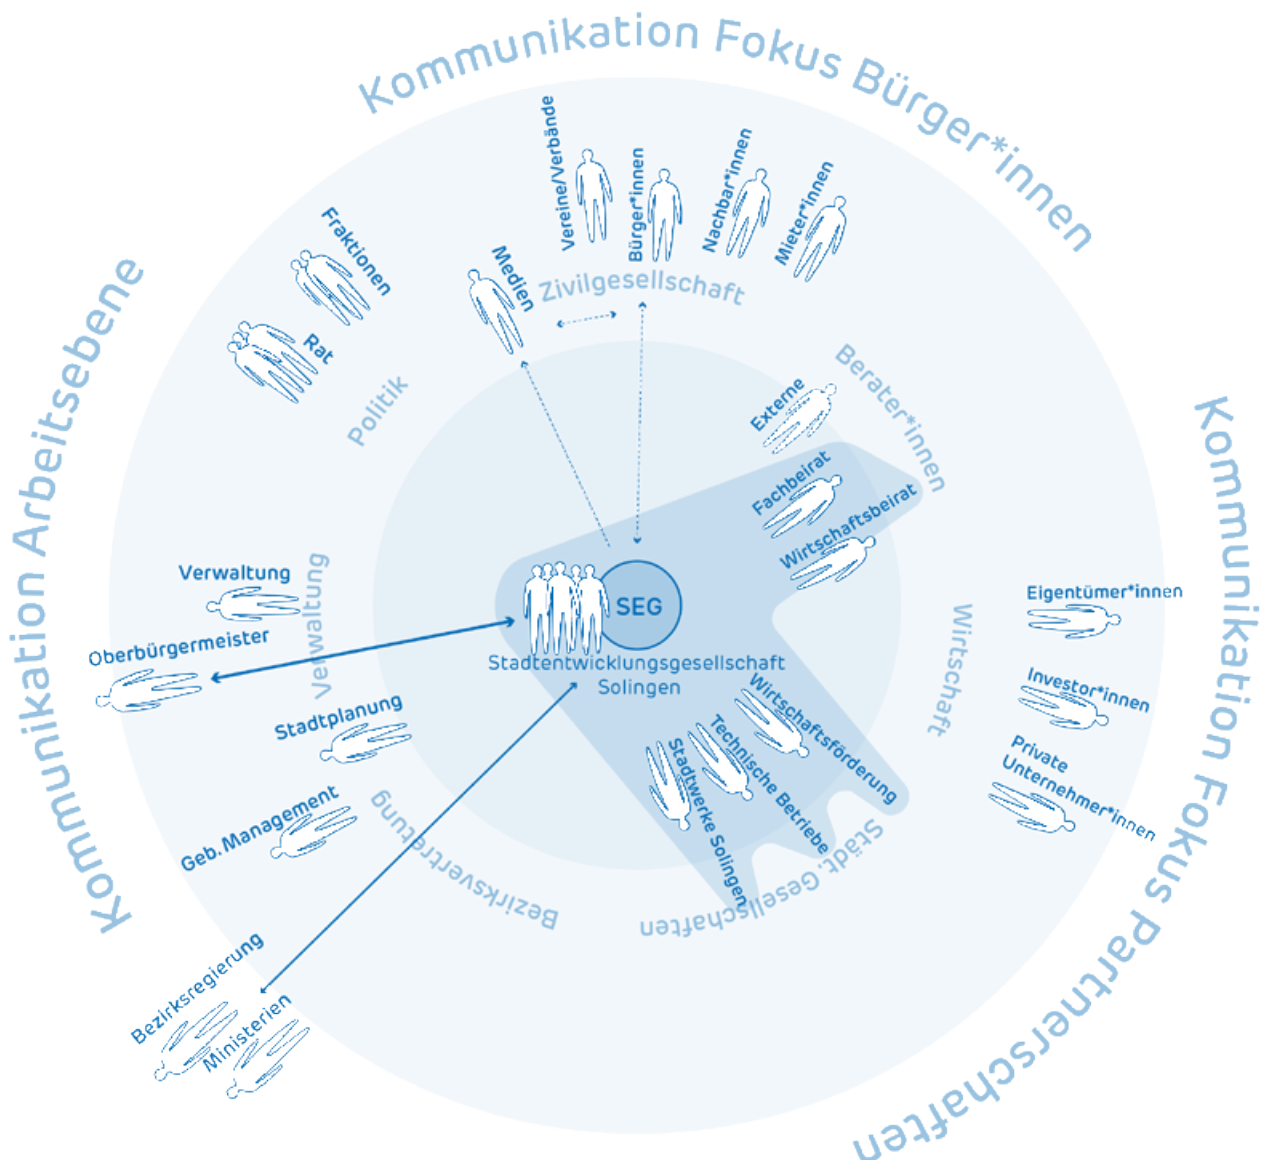 Kommunikation Fokus Bürger*innen
Kommunikation Arbeitsebene
Kommunikation Fokus Partnerschaften
Vereine/Verbände
Bürger*innen
Nachbar*innen
Mieter*innen
Medien
Zivilgesellschaft
Fraktionen
Rat
Politik
Berater*innen
Externe
Fachbeirat
Wirtschaftsbeirat
Verwaltung
Verwaltung
Oberbürgermeister
Stadtplanung
Geb. Management
SEG
Stadtentwicklungsgesellschaft
Solingen
Wirtschaft
Eigentümer*innen
Investor*innen
Private
Unternehmer*innen
Wirtschaftsförderung
Technische Betriebe
Stadtwerke Solingen
Städt. Gesellschaften
Bezirksvertretung
Bezirksregierung
Ministerien